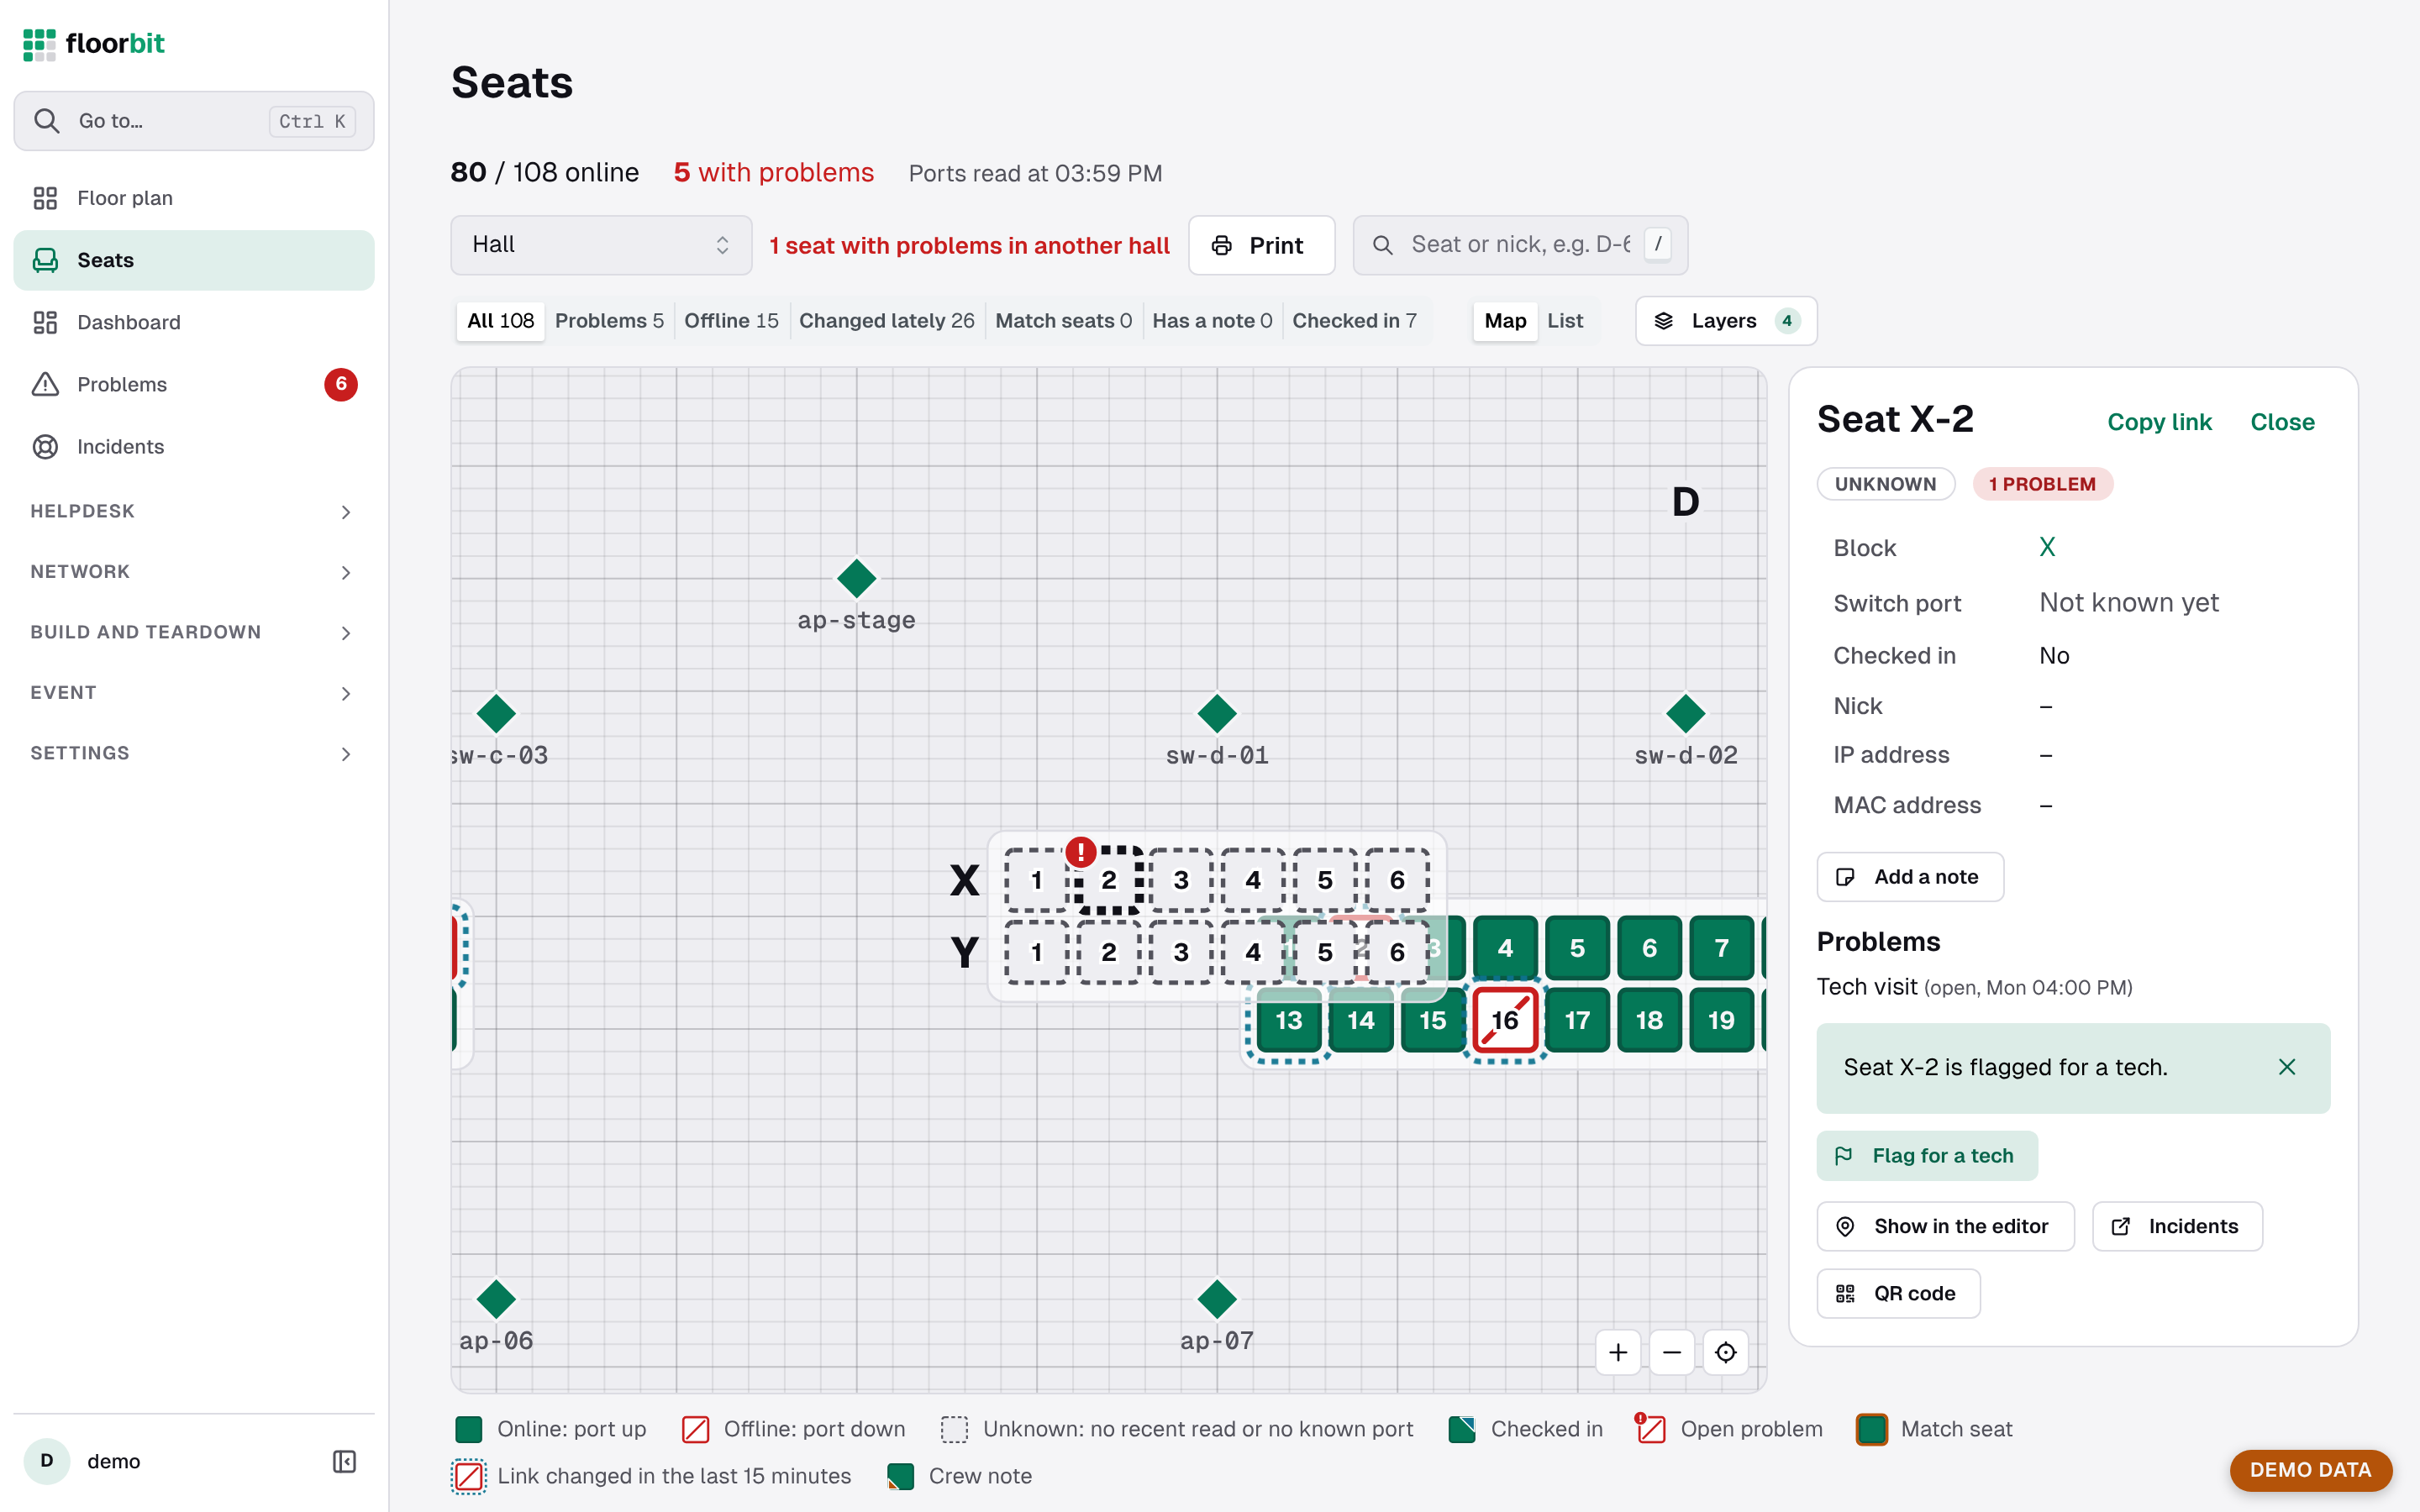 floorbit
Go to... Ctrl K
Floor plan
Seats
Dashboard
Problems 6
Incidents
HELPDESK
NETWORK
BUILD AND TEARDOWN
EVENT
SETTINGS
D demo
Seats
80 / 108 online 5 with problems Ports read at 03:59 PM
Hall 1 seat with problems in another hall Print Seat or nick, e.g. D-6 /
All 108 Problems 5 Offline 15 Changed lately 26 Match seats 0 Has a note 0 Checked in 7 Map List Layers 4
D
ap-stage
sw-c-03 sw-d-01 sw-d-02
X 1 ! 2 3 4 5 6
Y 1 2 3 4 5 6
2 3 4 5 6 7
13 14 15 16 17 18 19
ap-06 ap-07
Seat X-2 Copy link Close
UNKNOWN 1 PROBLEM
Block X
Switch port Not known yet
Checked in No
Nick –
IP address –
MAC address –
Add a note
Problems
Tech visit (open, Mon 04:00 PM)
Seat X-2 is flagged for a tech.
Flag for a tech
Show in the editor Incidents
QR code
Online: port up Offline: port down Unknown: no recent read or no known port Checked in ! Open problem Match seat
Link changed in the last 15 minutes Crew note
DEMO DATA